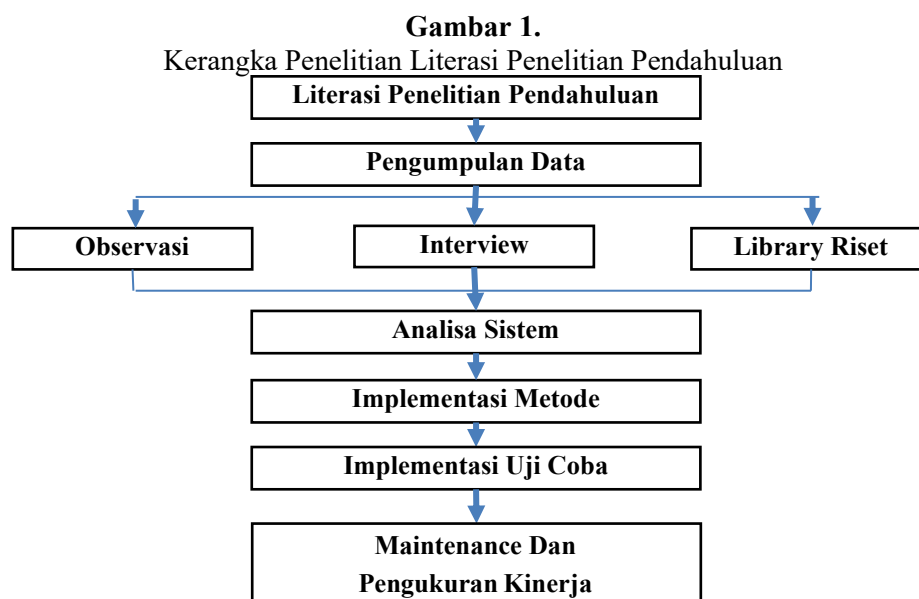 Gambar 1.
Kerangka Penelitian Literasi Penelitian Pendahuluan
Literasi Penelitian Pendahuluan
Pengumpulan Data
Observasi
Interview
Library Riset
Analisa Sistem
Implementasi Metode
Implementasi Uji Coba
Maintenance Dan
Pengukuran Kinerja